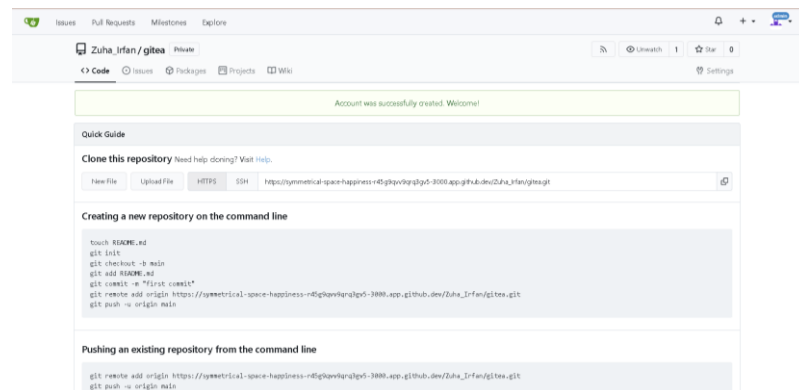 Issues Pull Requests Milestones Explore
Zuha_Irfan / gitea Private
Unwatch 1 Star 0
Code Issues Packages Projects Wiki Settings
Account was successfully created. Welcome!
Quick Guide
Clone this repository Need help cloning? Visit Help.
New File Upload File HTTPS SSH https://symmetrical-space-happiness-r45g9qvv9qrq3gv5-3000.app.github.dev/Zuha_Irfan/gitea.git
Creating a new repository on the command line
touch README.md
git init
git checkout -b main
git add README.md
git commit -m "first commit"
git remote add origin https://symmetrical-space-happiness-r45g9qvv9qrq3gv5-3000.app.github.dev/Zuha_Irfan/gitea.git
git push -u origin main
Pushing an existing repository from the command line
git remote add origin https://symmetrical-space-happiness-r45g9qvv9qrq3gv5-3000.app.github.dev/Zuha_Irfan/gitea.git
git push -u origin main